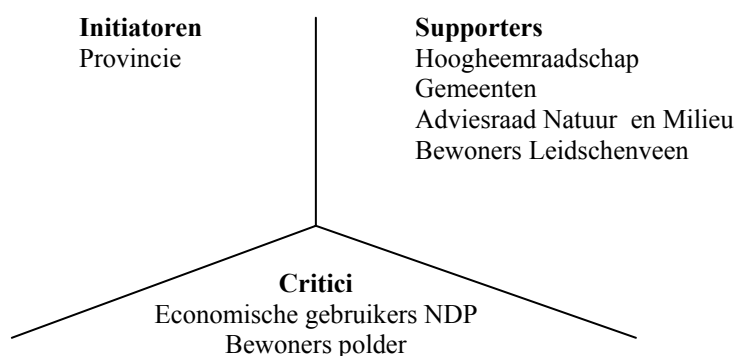 Initiatoren
Provincie
Supporters
Hoogheemraadschap
Gemeenten
Adviesraad Natuur en Milieu
Bewoners Leidschenveen
Critici
Economische gebruikers NDP
Bewoners polder